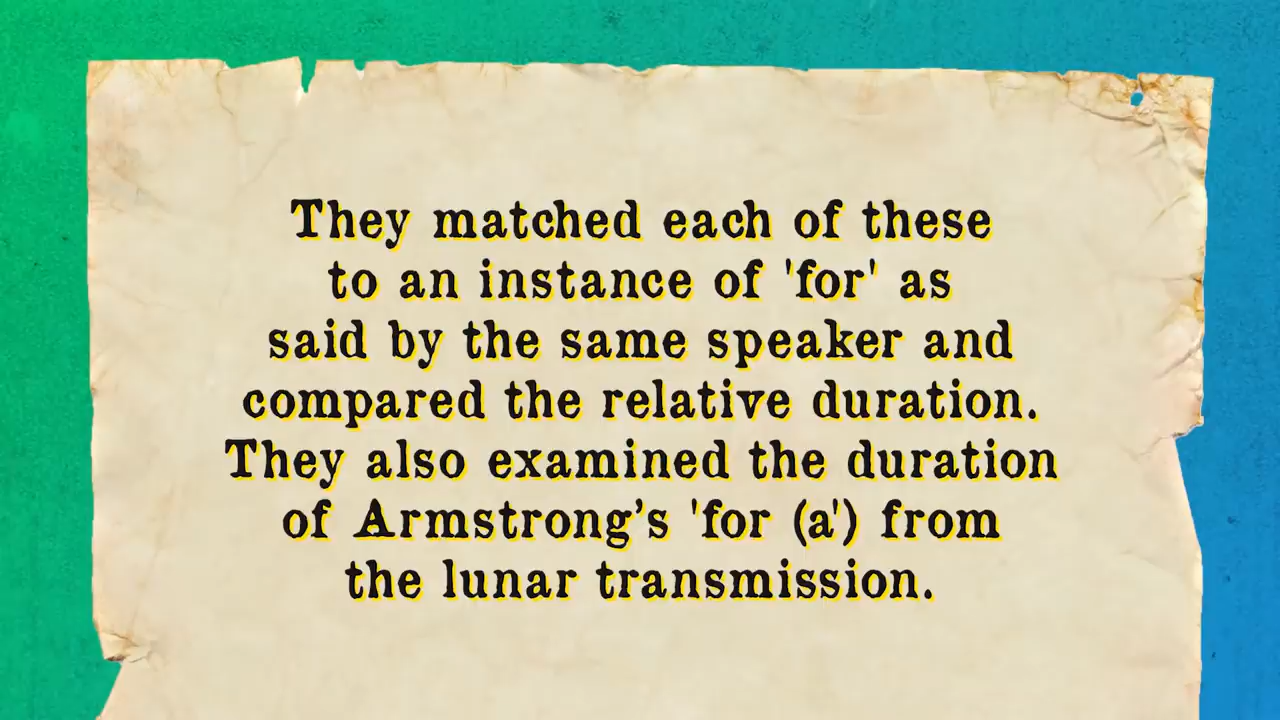 They matched each of these
to an instance of 'for' as
said by the same speaker and
compared the relative duration.
They also examined the duration
of Armstrong’s 'for (a') from
the lunar transmission.